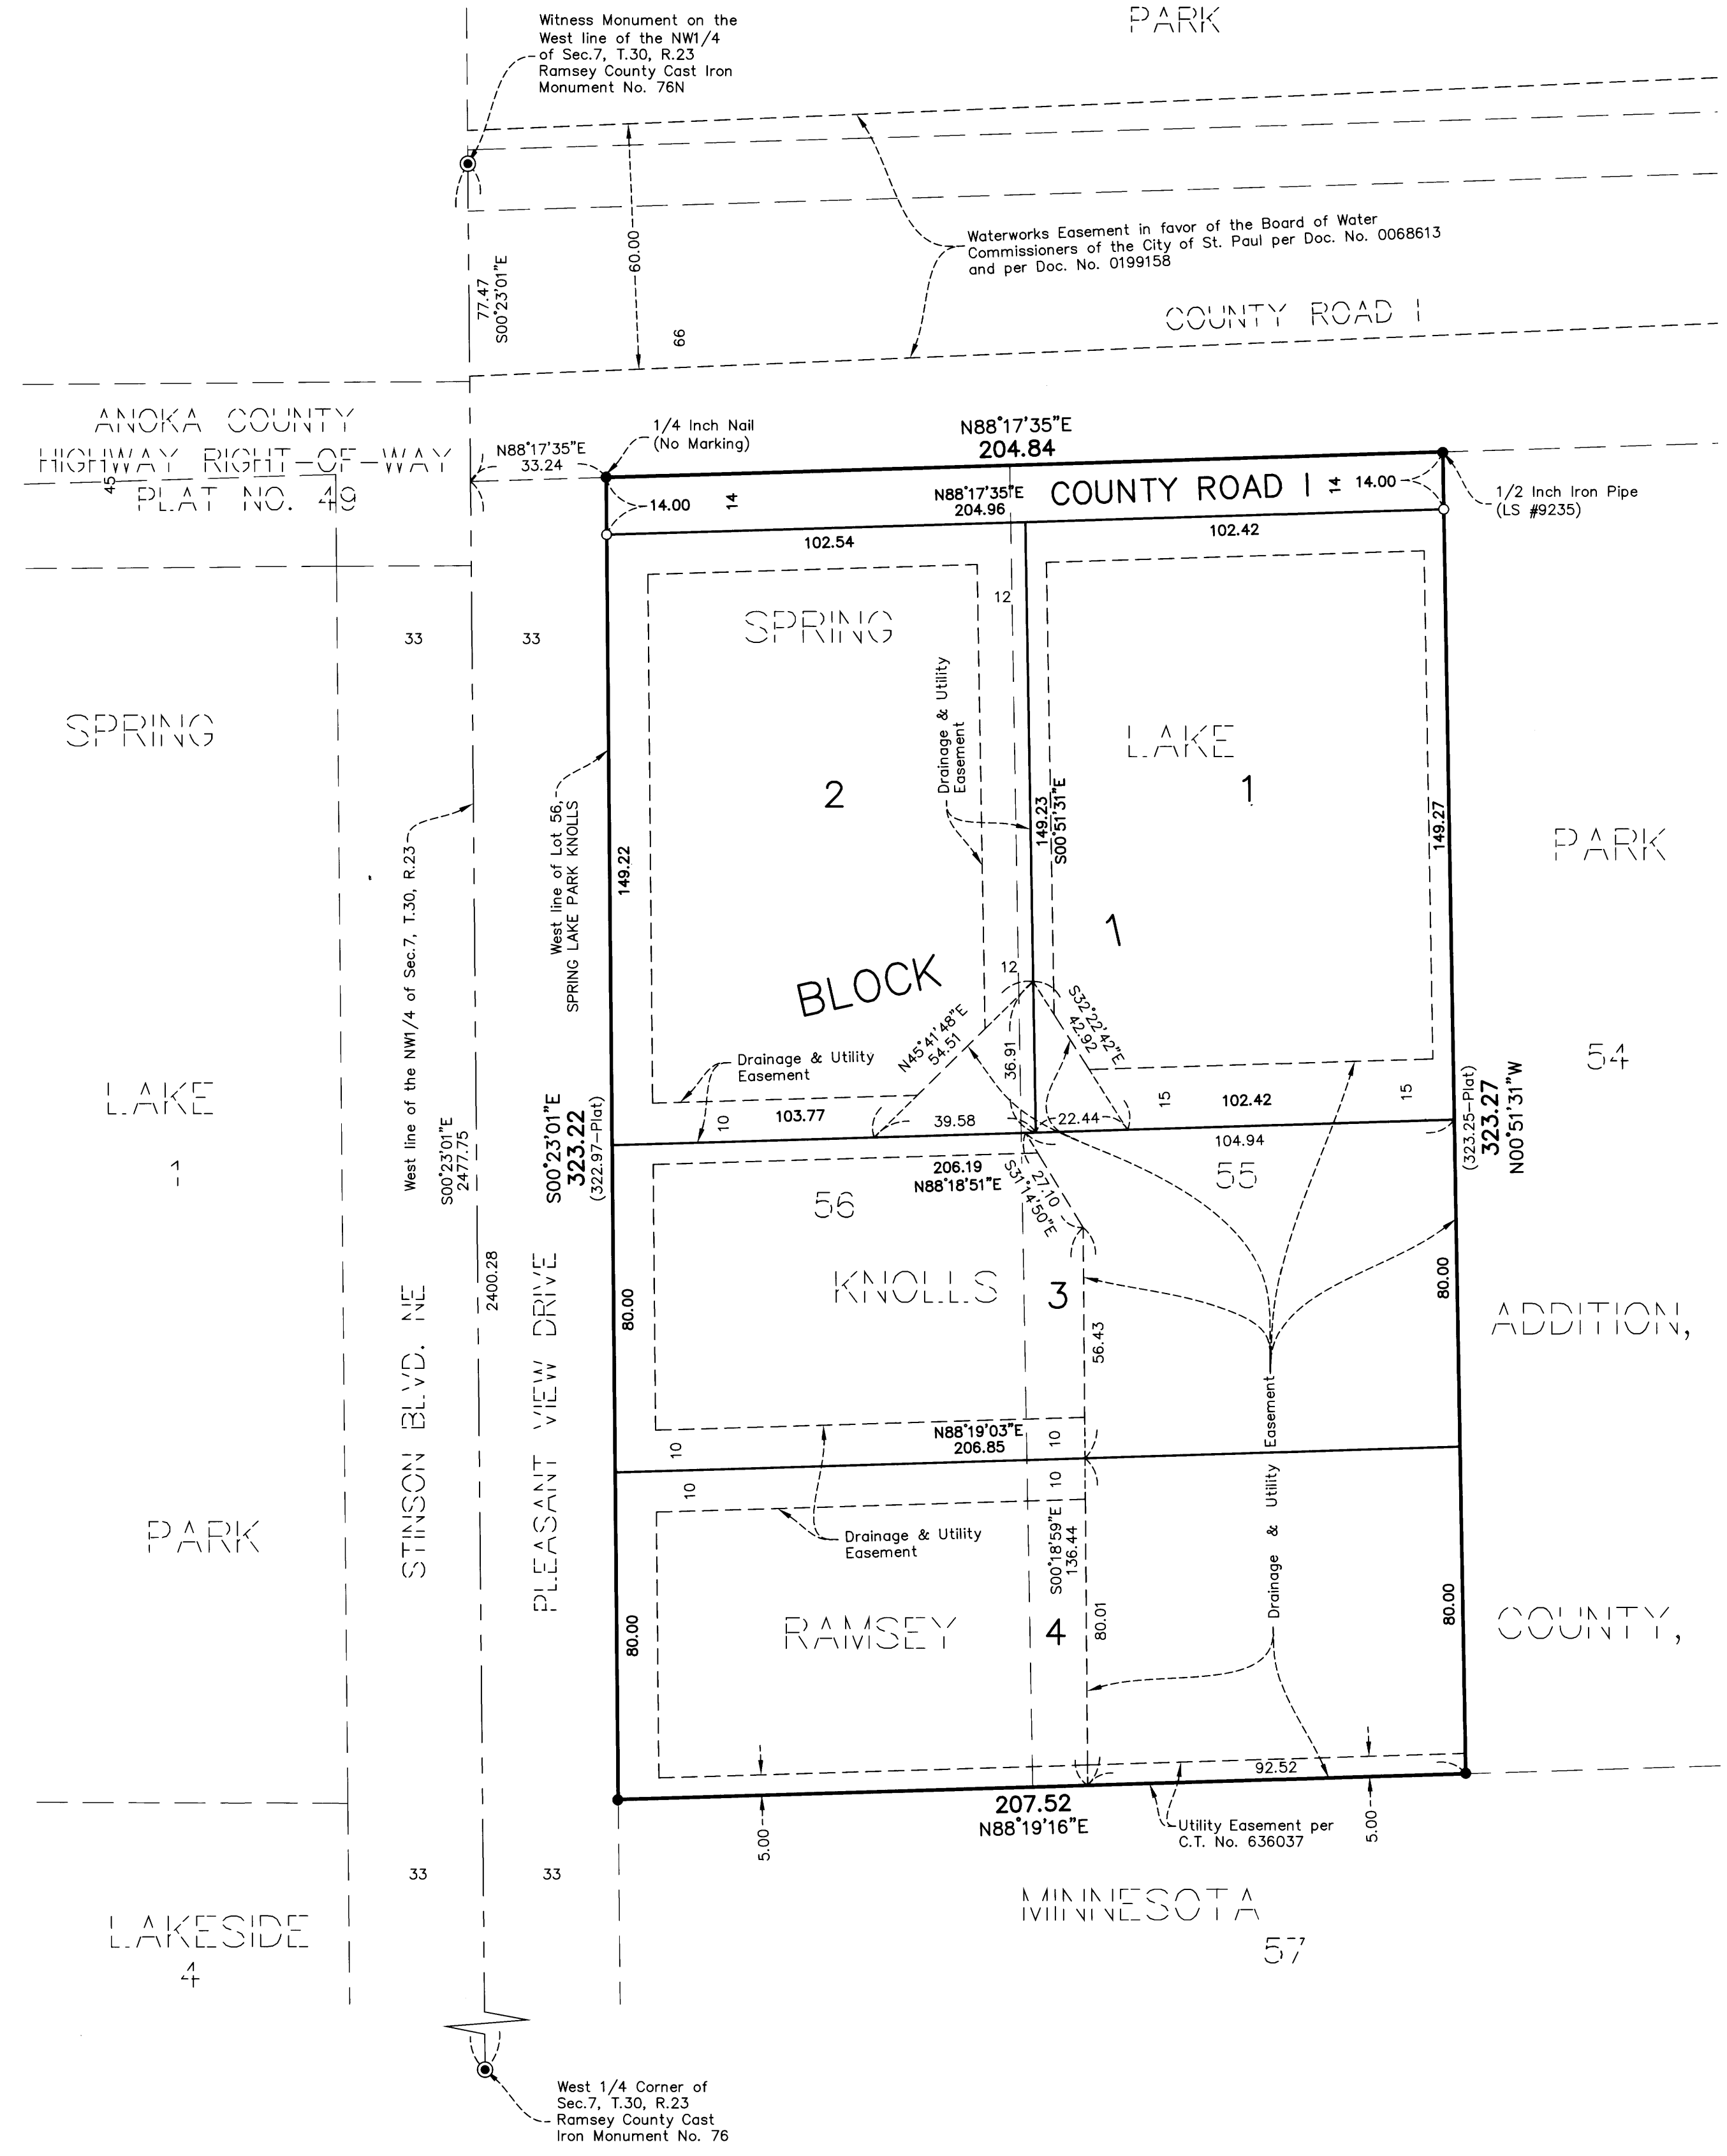 PARK
Witness Monument on the
West line of the NW1/4
of Sec.7, T.30, R.23
Ramsey County Cast Iron
Monument No. 76N
60.00
Waterworks Easement in favor of the Board of Water
Commissioners of the City of St. Paul per Doc. No. 0068613
and per Doc. No. 0199158
77.47
S00°23'01"E
66
COUNTY ROAD I
ANOKA COUNTY
HIGHWAY RIGHT-OF-WAY
PLAT NO. 49
45
N88°17'35"E
33.24
1/4 Inch Nail
(No Marking)
N88°17'35"E
204.84
14.00
14
N88°17'35"E
204.96
COUNTY ROAD I
14
14.00
1/2 Inch Iron Pipe
(LS #9235)
102.54
102.42
33
33
12
SPRING
SPRING
LAKE
PARK
Drainage & Utility
Easement
2
1
149.23
S00°51'31"E
149.27
149.22
West line of Lot 56,
SPRING LAKE PARK KNOLLS
West line of the NW1/4 of Sec.7, T.30, R.23
1
BLOCK
12
N45°41'48"E
54.51
S32°22'42"E
42.92
36.91
Drainage & Utility
Easement
54
LAKE
1
10
103.77
39.58
22.44
15
102.42
15
104.94
S00°23'01"E
2477.75
S00°23'01"E
323.22
(322.97-Plat)
(323.25-Plat)
323.27
N00°51'31"W
206.19
N88°18'51"E
27.10
S31°14'50"E
55
56
KNOLLS
3
2400.28
80.00
56.43
80.00
ADDITION,
STINSON BLVD. NE
PLEASANT VIEW DRIVE
N88°19'03"E
206.85
10
10
10
10
Drainage & Utility
Easement
S00°18'59"E
136.44
Drainage & Utility Easement
PARK
RAMSEY
4
80.01
80.00
80.00
COUNTY,
92.52
207.52
N88°19'16"E
5.00
5.00
Utility Easement per
C.T. No. 636037
33
33
LAKESIDE
4
MINNESOTA
57
West 1/4 Corner of
Sec.7, T.30, R.23
Ramsey County Cast
Iron Monument No. 76